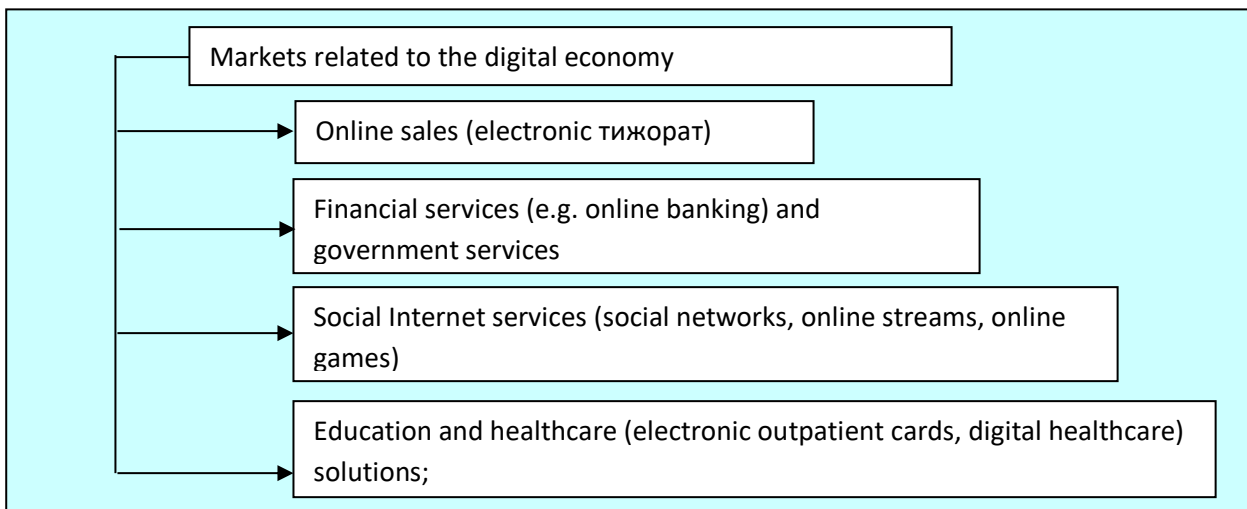 Markets related to the digital economy
Online sales (electronic тижорат)
Financial services (e.g. online banking) and
government services
Social Internet services (social networks, online streams, online
games)
Education and healthcare (electronic outpatient cards, digital healthcare)
solutions;